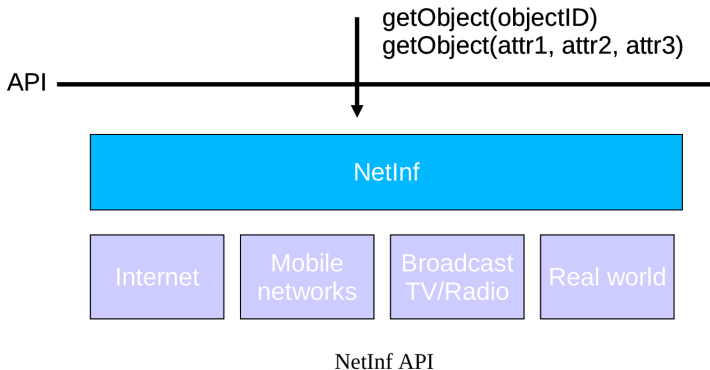 getObject(objectID)
getObject(attr1, attr2, attr3)
API
NetInf
Internet
Mobile
networks
Broadcast
TV/Radio
Real world
NetInf API